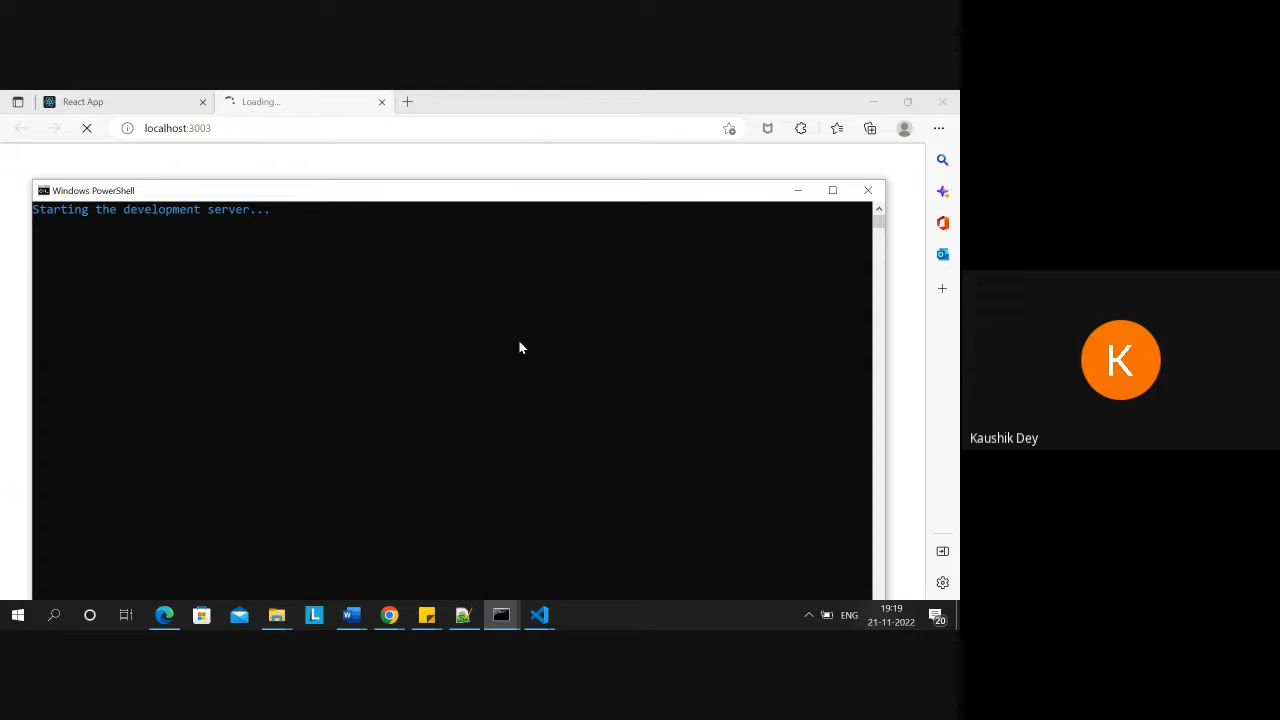 React App
Loading...
localhost:3003
Windows PowerShell
Starting the development server...
K
Kaushik Dey
L
W
ENG
19:19
21-11-2022
20